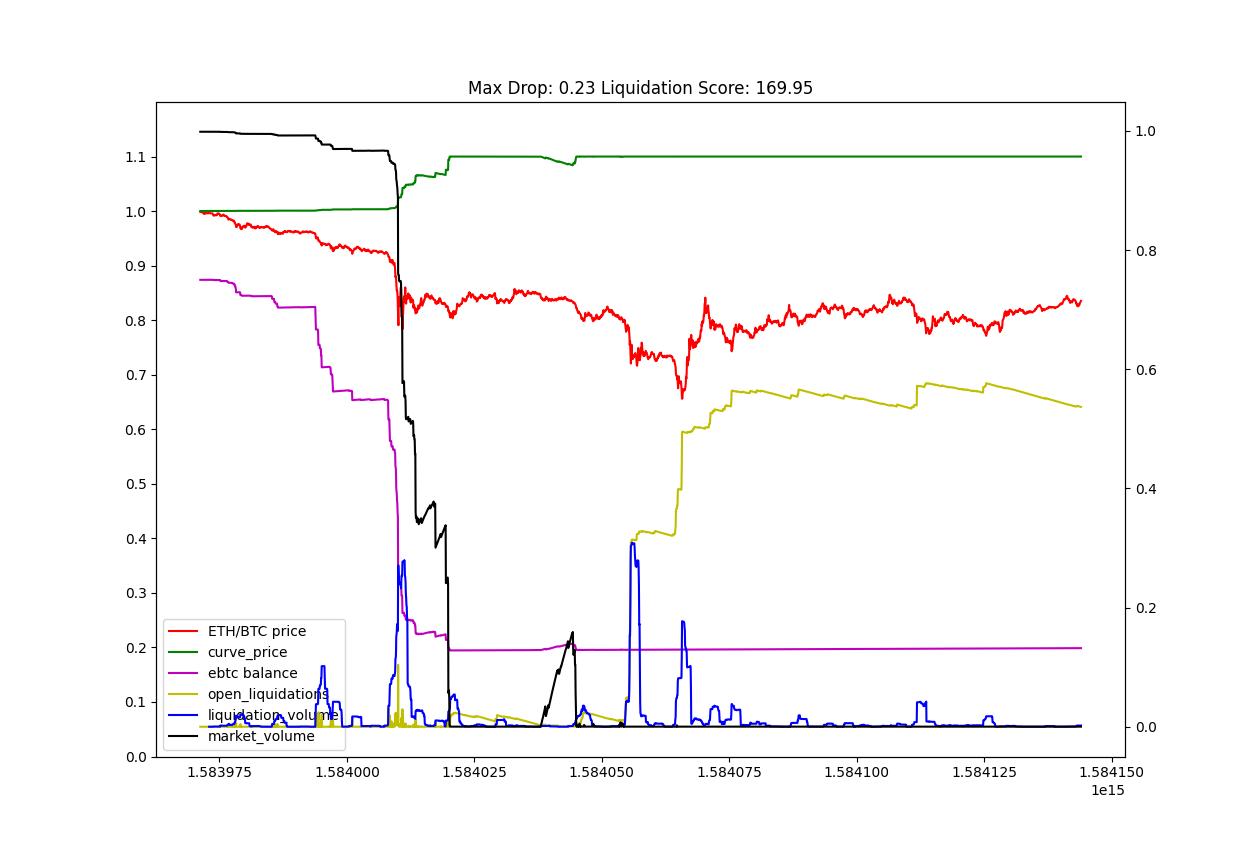 Max Drop: 0.23 Liquidation Score: 169.95
1.1
1.0
0.9
0.8
0.7
0.6
0.5
0.4
0.3
0.2
0.1
0.0
1.0
0.8
0.6
0.4
0.2
0.0
ETH/BTC price
curve_price
ebtc balance
open_liquidations
liquidation_volume
market_volume
1.583975 1.584000 1.584025 1.584050 1.584075 1.584100 1.584125 1.584150
1e15